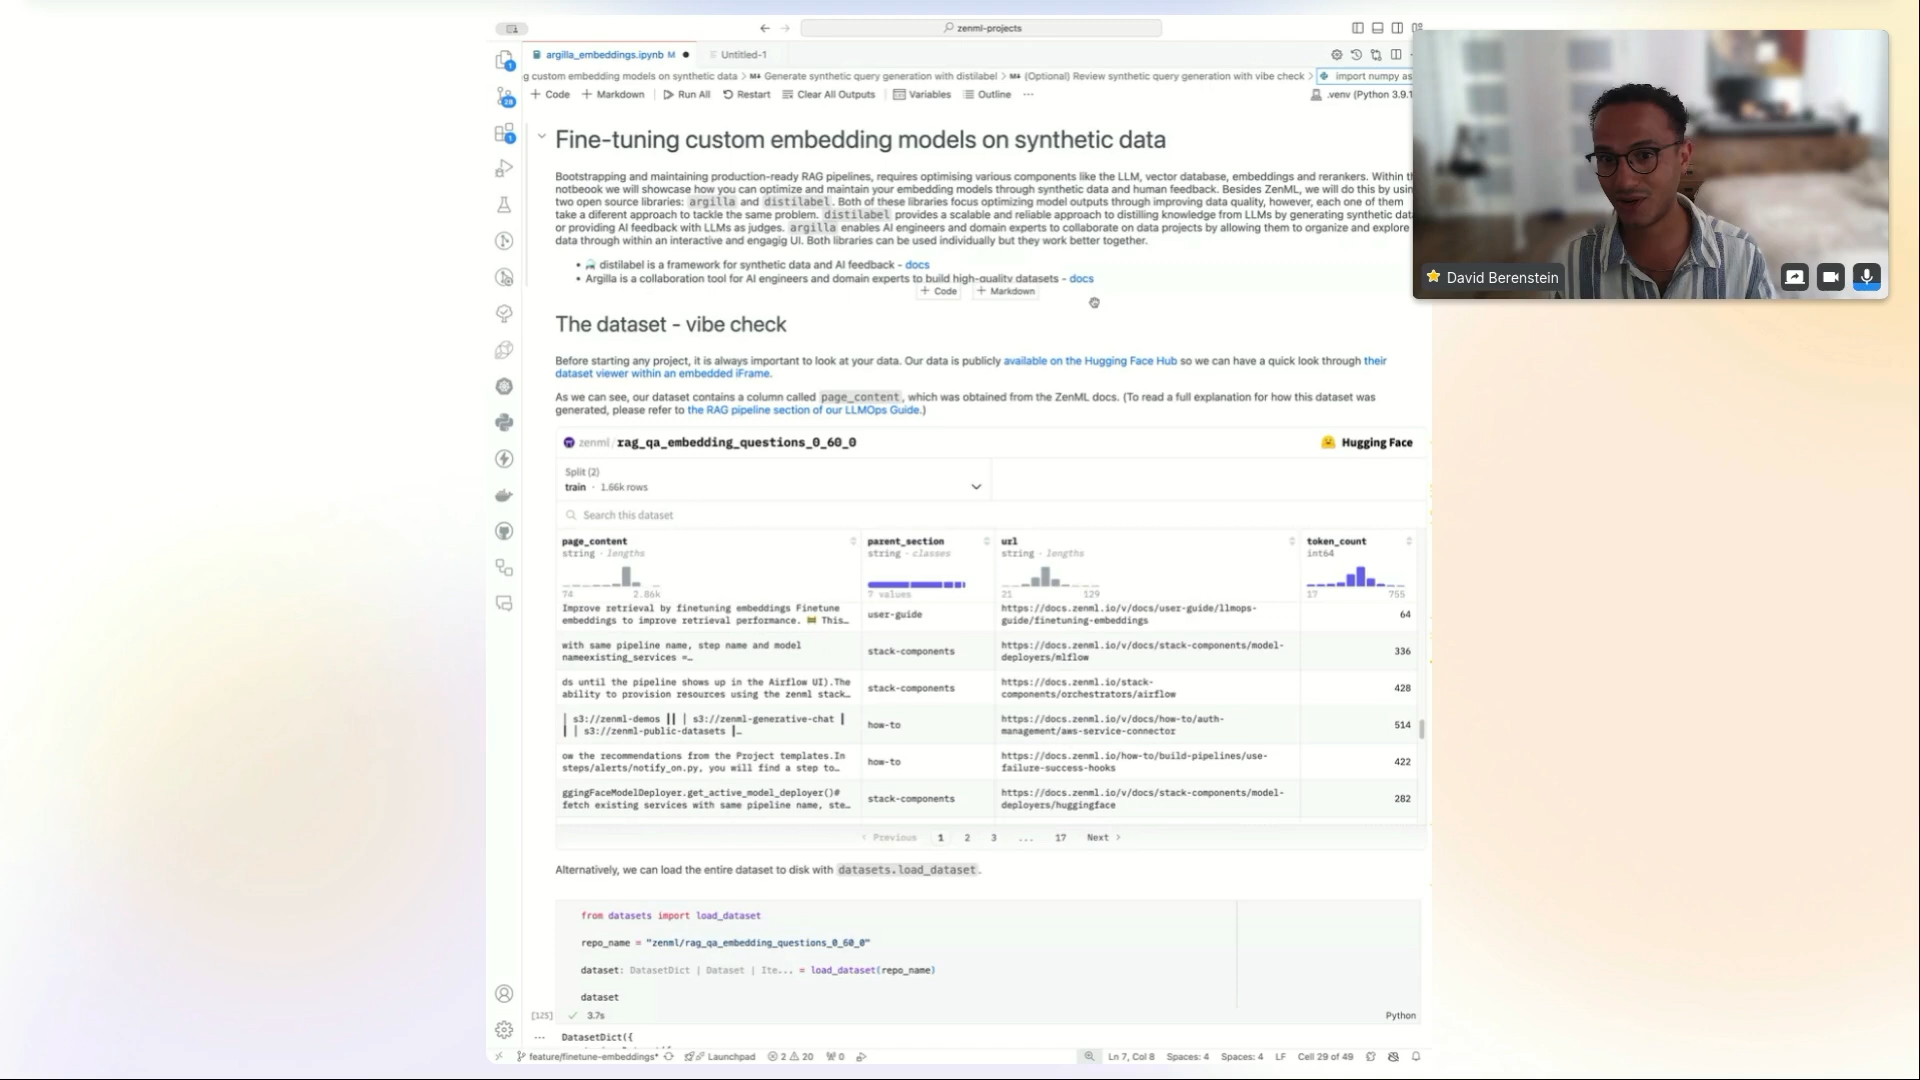 zenml-projects
argilla_embeddings.ipynb M
Untitled-1
g custom embedding models on synthetic data > M↓ Generate synthetic query generation with distilabel > M↓ (Optional) Review synthetic query generation with vibe check > import numpy as
+ Code + Markdown Run All Restart Clear All Outputs Variables Outline ...
.venv (Python 3.9.1
Fine-tuning custom embedding models on synthetic data
Bootstrapping and maintaining production-ready RAG pipelines, requires optimising various components like the LLM, vector database, embeddings and rerankers. Within t
notbeook we will showcase how you can optimize and maintain your embedding models through synthetic data and human feedback. Besides ZenML, we will do this by usin
two open source libraries: argilla and distilabel. Both of these libraries focus optimizing model outputs through improving data quality, however, each one of them
take a diferent approach to tackle the same problem. distilabel provides a scalable and reliable approach to distilling knowledge from LLMs by generating synthetic dat
or providing AI feedback with LLMs as judges. argilla enables AI engineers and domain experts to collaborate on data projects by allowing them to organize and explore
data through within an interactive and engagig UI. Both libraries can be used individually but they work better together.
• distilabel is a framework for synthetic data and AI feedback - docs
• Argilla is a collaboration tool for AI engineers and domain experts to build high-quality datasets - docs
+ Code + Markdown
David Berenstein
The dataset - vibe check
Before starting any project, it is always important to look at your data. Our data is publicly available on the Hugging Face Hub so we can have a quick look through their
dataset viewer within an embedded iFrame.
As we can see, our dataset contains a column called page_content, which was obtained from the ZenML docs. (To read a full explanation for how this dataset was
generated, please refer to the RAG pipeline section of our LLMOps Guide.)
zenml/rag_qa_embedding_questions_0_60_0
Hugging Face
Split (2)
train · 1.66k rows
Search this dataset
page_content parent_section url token_count
string · lengths string · classes string · lengths int64
74 2.86k 7 values 21 129 17 755
Improve retrieval by finetuning embeddings Finetune
embeddings to improve retrieval performance. 🚧 This…
user-guide
https://docs.zenml.io/v/docs/user-guide/llmops-
guide/finetuning-embeddings
64
with same pipeline name, step name and model
nameexisting_services =…
stack-components
https://docs.zenml.io/v/docs/stack-components/model-
deployers/mlflow
336
ds until the pipeline shows up in the Airflow UI).The
ability to provision resources using the zenml stack…
stack-components
https://docs.zenml.io/stack-
components/orchestrators/airflow
428
┃ s3://zenml-demos ┃┃ ┃ s3://zenml-generative-chat ┃
┃ ┃ s3://zenml-public-datasets ┃…
how-to
https://docs.zenml.io/v/docs/how-to/auth-
management/aws-service-connector
514
ow the recommendations from the Project templates.In
steps/alerts/notify_on.py, you will find a step to…
how-to
https://docs.zenml.io/how-to/build-pipelines/use-
failure-success-hooks
422
ggingFaceModelDeployer.get_active_model_deployer()#
fetch existing services with same pipeline name, ste…
stack-components
https://docs.zenml.io/v/docs/stack-components/model-
deployers/huggingface
282
< Previous 1 2 3 ... 17 Next >
Alternatively, we can load the entire dataset to disk with datasets.load_dataset.
from datasets import load_dataset
repo_name = "zenml/rag_qa_embedding_questions_0_60_0"
dataset: DatasetDict | Dataset | Ite... = load_dataset(repo_name)
dataset
[125] ✓ 3.7s Python
... DatasetDict({
feature/finetune-embeddings* Launchpad 2 20 0 Ln 7, Col 8 Spaces: 4 Spaces: 4 LF Cell 29 of 49